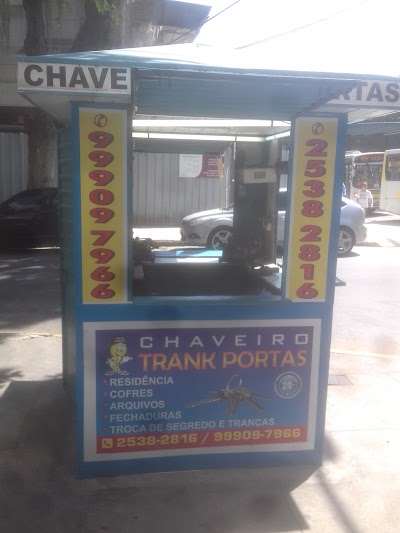 CHAVE
RTAS
99909 7966
2538 2816
CHAVEIRO
TRANK PORTAS
RESIDÊNCIA
COFRES
ARQUIVOS
FECHADURAS
TROCA DE SEGREDO E TRANCAS
2538-2816 / 99909-7966